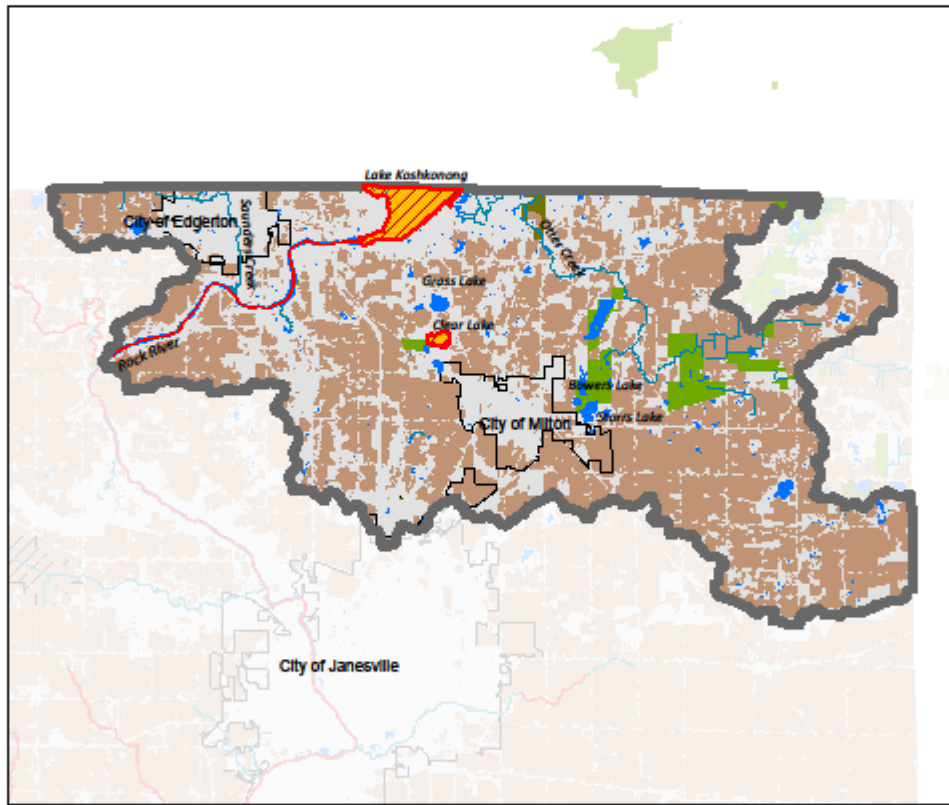 Lake Koshkonong
City of Edgerton
Saunders Creek
Otter Creek
Grass Lake
Clear Lake
Rock River
Bowers Lake
Storrs Lake
City of Milton
City of Janesville